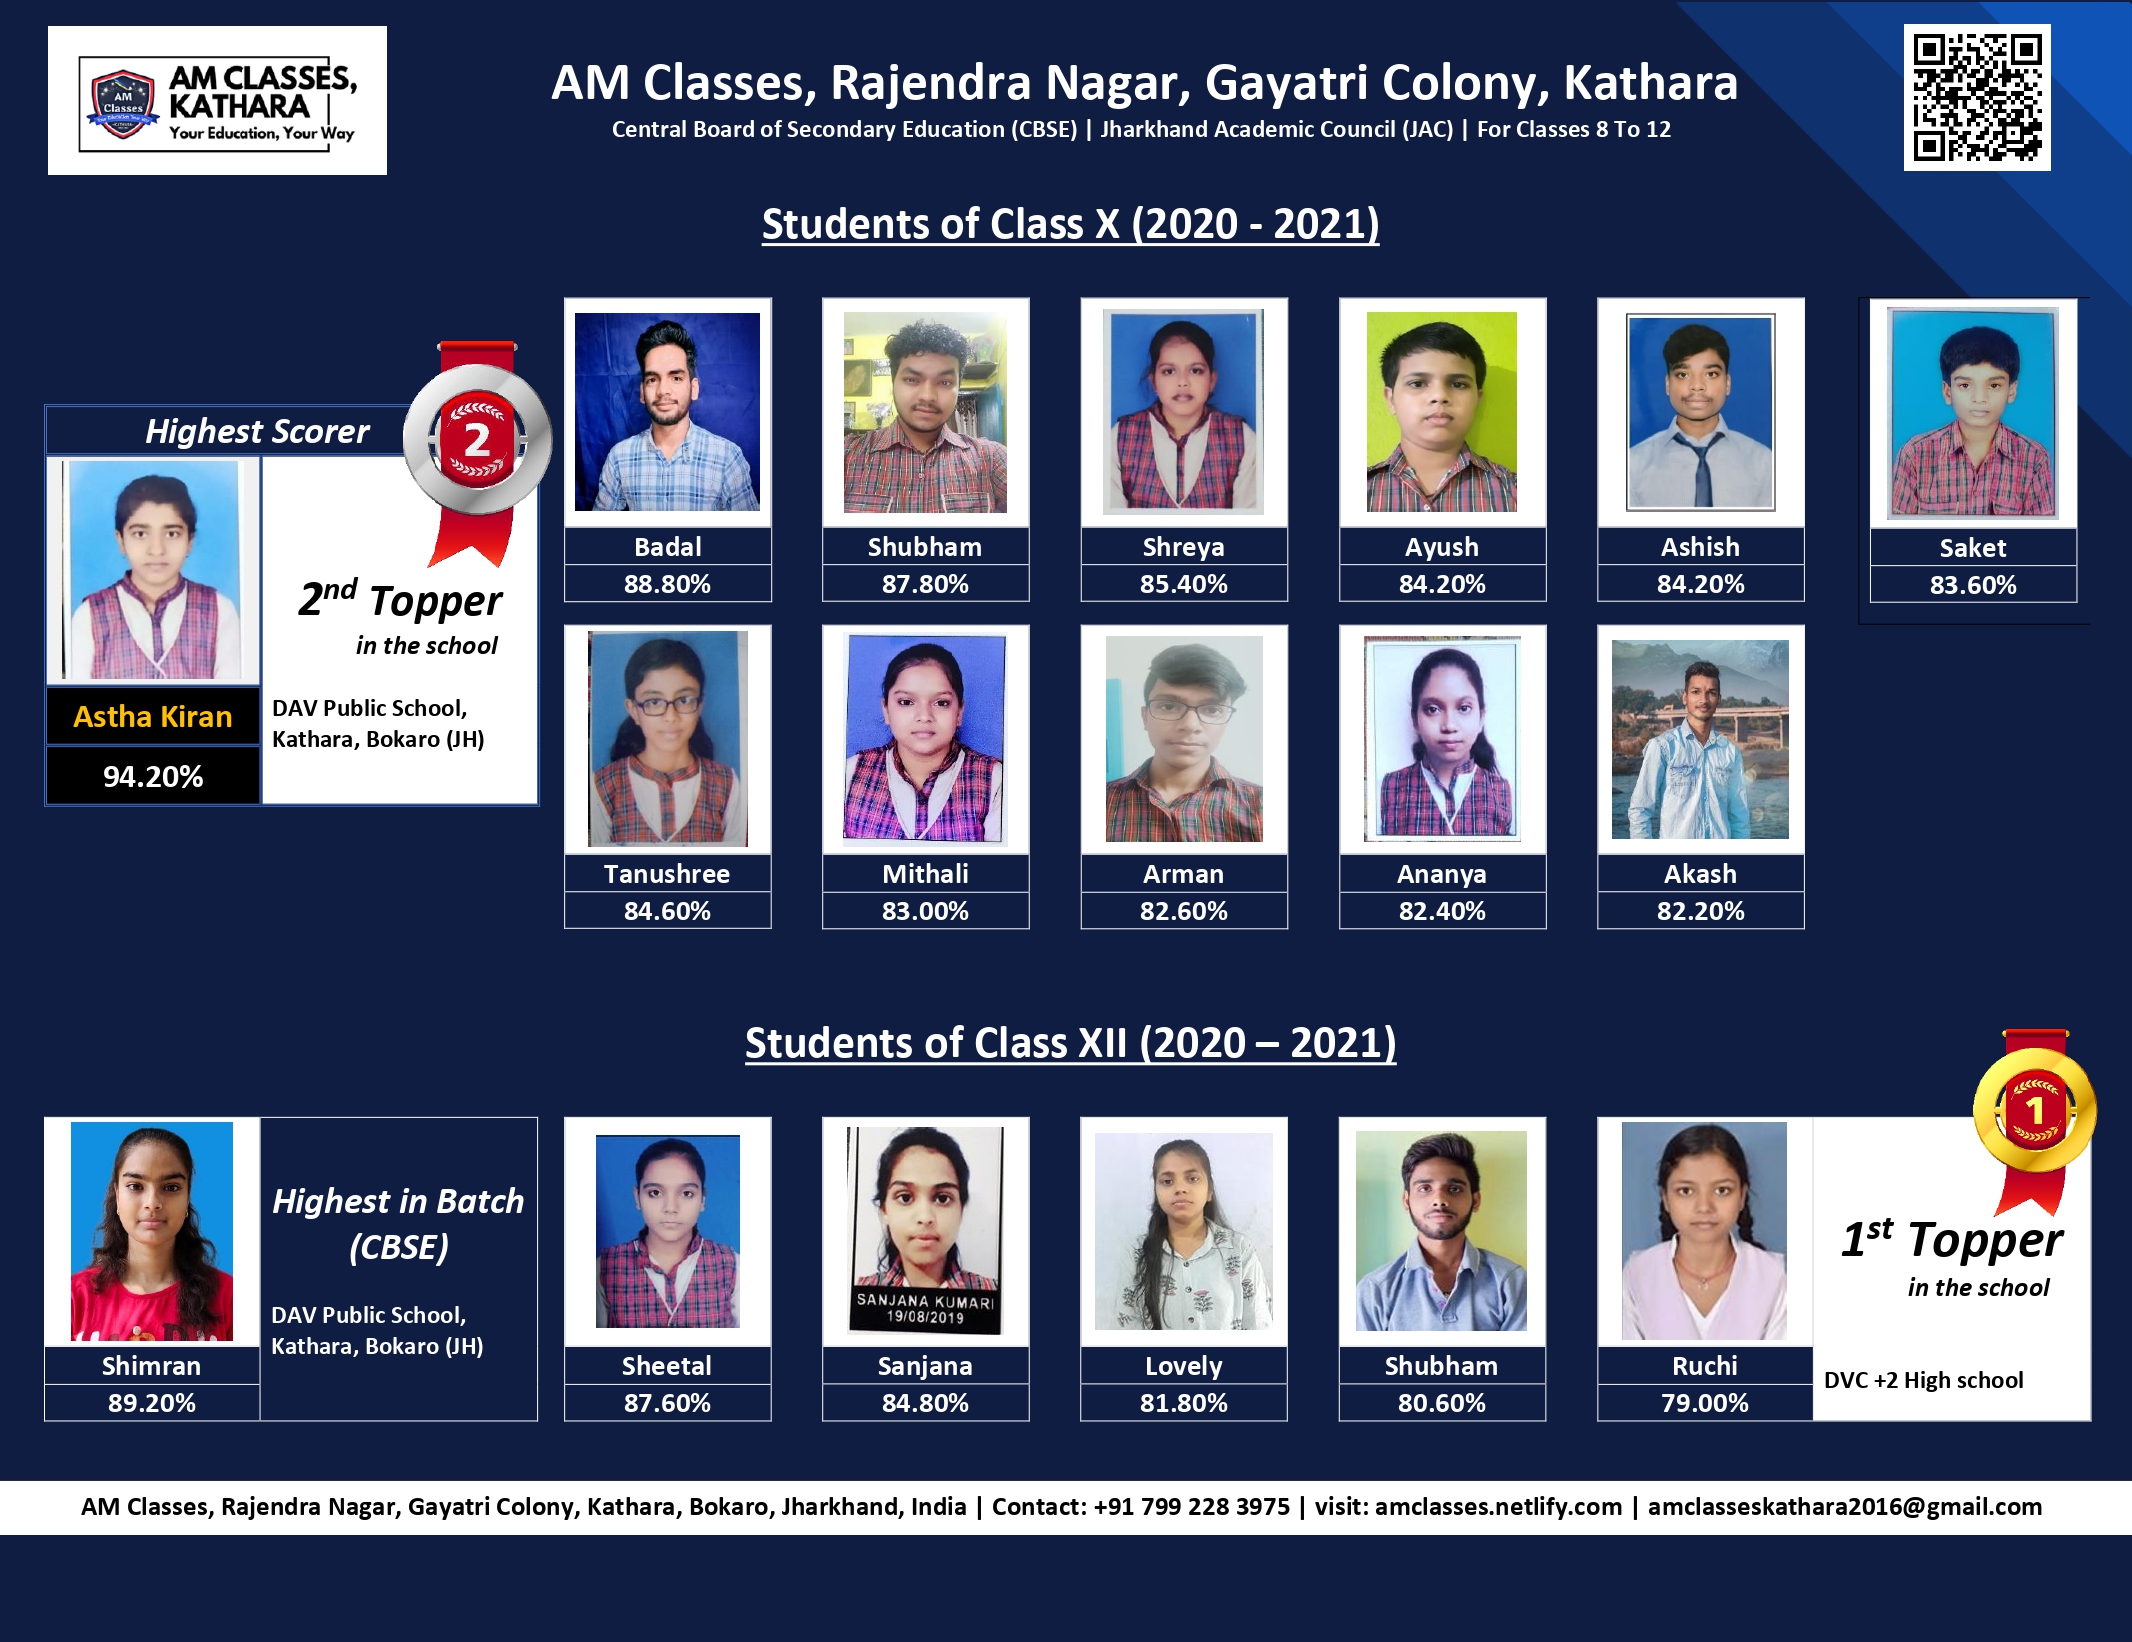 AM CLASSES,
KATHARA
Your Education, Your Way
AM
Classes
AM Classes, Rajendra Nagar, Gayatri Colony, Kathara
Central Board of Secondary Education (CBSE) | Jharkhand Academic Council (JAC) | For Classes 8 To 12
Students of Class X (2020 - 2021)
Highest Scorer
2
2nd Topper
in the school
DAV Public School,
Kathara, Bokaro (JH)
Astha Kiran
94.20%
Badal
88.80%
Shubham
87.80%
Shreya
85.40%
Ayush
84.20%
Ashish
84.20%
Saket
83.60%
Tanushree
84.60%
Mithali
83.00%
Arman
82.60%
Ananya
82.40%
Akash
82.20%
Students of Class XII (2020 – 2021)
Shimran
89.20%
Highest in Batch
(CBSE)
DAV Public School,
Kathara, Bokaro (JH)
Sheetal
87.60%
SANJANA KUMARI
19/08/2019
Sanjana
84.80%
Lovely
81.80%
Shubham
80.60%
Ruchi
79.00%
1
1st Topper
in the school
DVC +2 High school
AM Classes, Rajendra Nagar, Gayatri Colony, Kathara, Bokaro, Jharkhand, India | Contact: +91 799 228 3975 | visit: amclasses.netlify.com | amclasseskathara2016@gmail.com